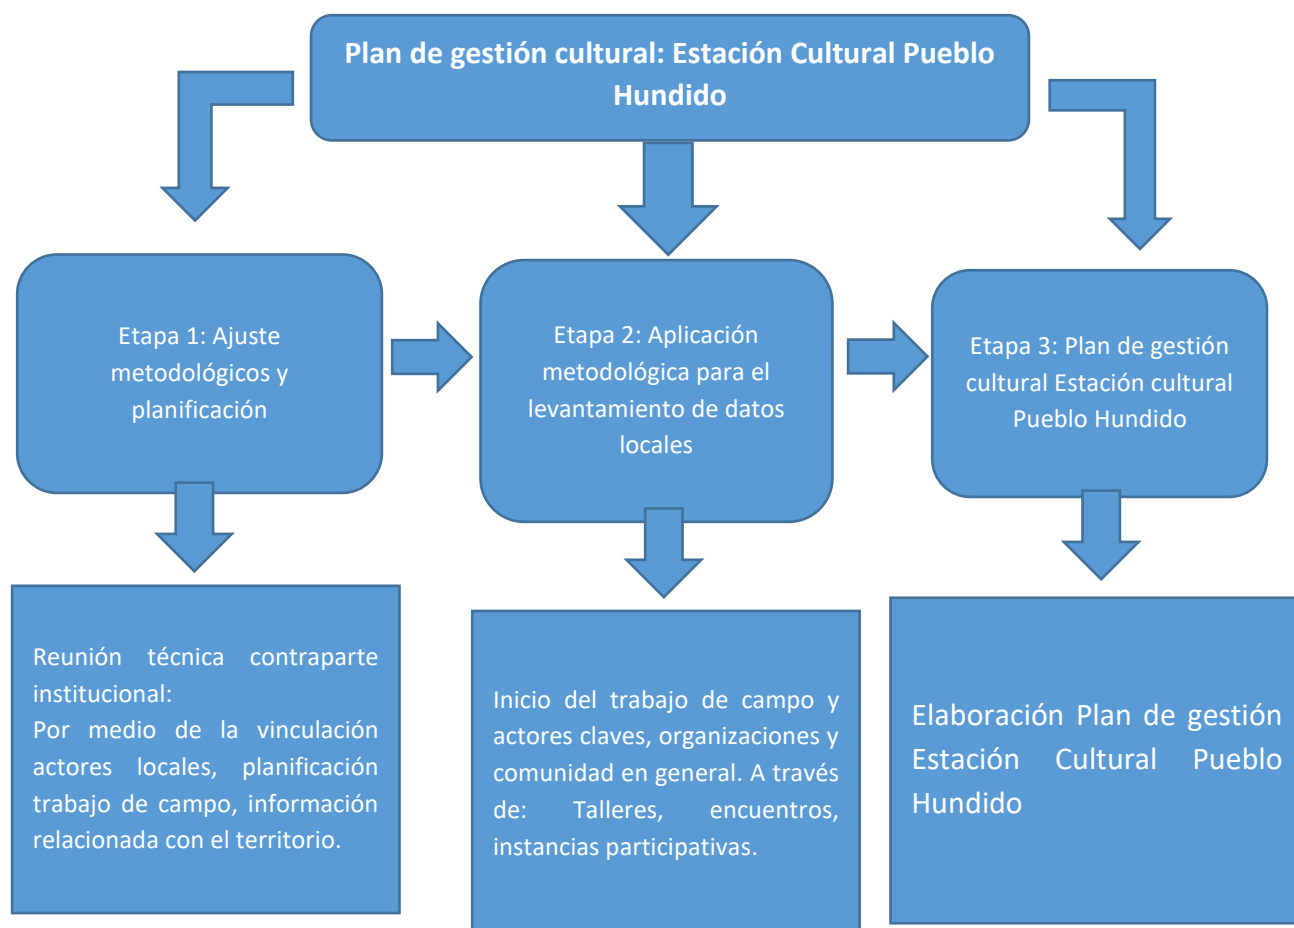 Plan de gestión cultural: Estación Cultural Pueblo
Hundido
Etapa 1: Ajuste
metodológicos y
planificación
Etapa 2: Aplicación
metodológica para el
levantamiento de datos
locales
Etapa 3: Plan de gestión
cultural Estación cultural
Pueblo Hundido
Reunión técnica contraparte
institucional:
Por medio de la vinculación
actores locales, planificación
trabajo de campo, información
relacionada con el territorio.
Inicio del trabajo de campo y
actores claves, organizaciones y
comunidad en general. A través
de: Talleres, encuentros,
instancias participativas.
Elaboración Plan de gestión
Estación Cultural Pueblo
Hundido